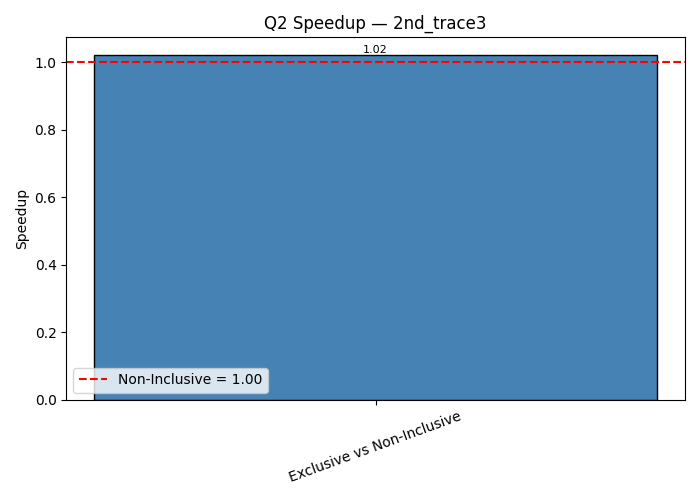 Q2 Speedup — 2nd_trace3
1.02
1.0
0.8
0.6
0.4
0.2
0.0
Speedup
Non-Inclusive = 1.00
Exclusive vs Non-Inclusive